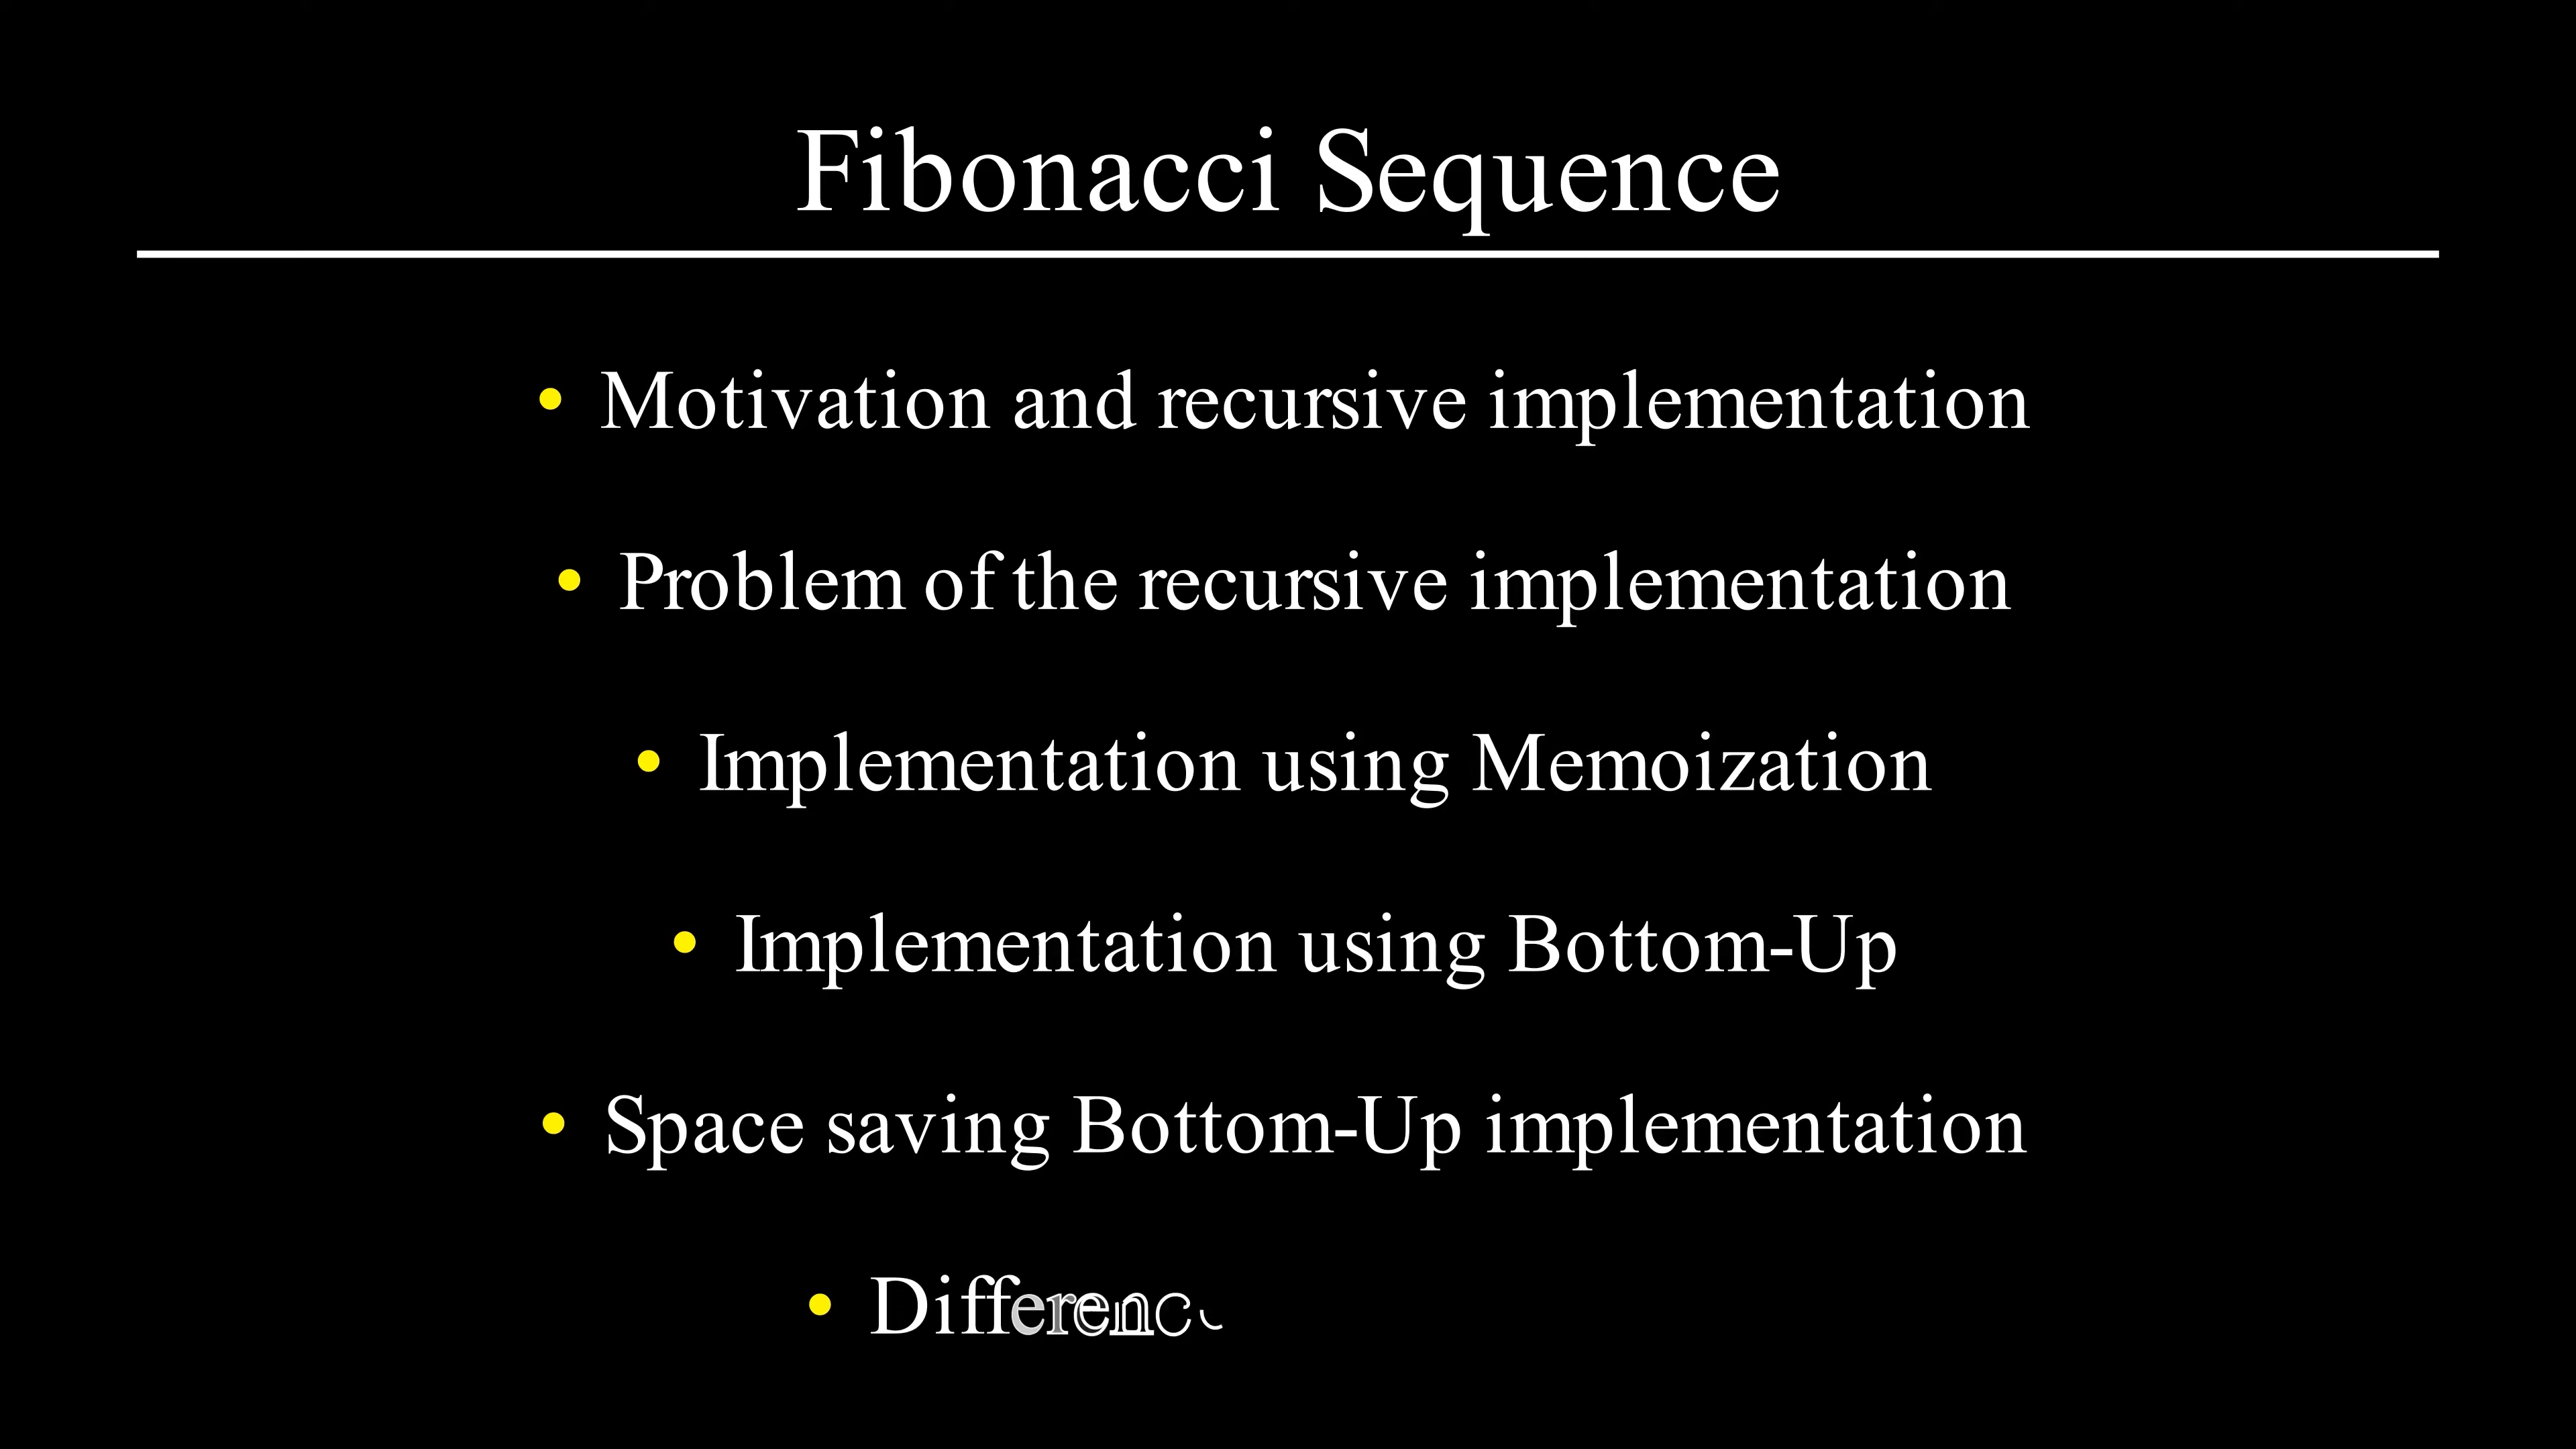 Fibonacci Sequence
• Motivation and recursive implementation
• Problem of the recursive implementation
• Implementation using Memoization
• Implementation using Bottom-Up
• Space saving Bottom-Up implementation
• Differenc